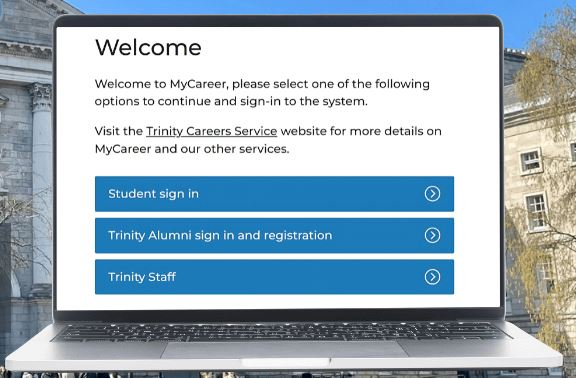 Welcome
Welcome to MyCareer, please select one of the following
options to continue and sign-in to the system.
Visit the Trinity Careers Service website for more details on
MyCareer and our other services.
Student sign in
Trinity Alumni sign in and registration
Trinity Staff